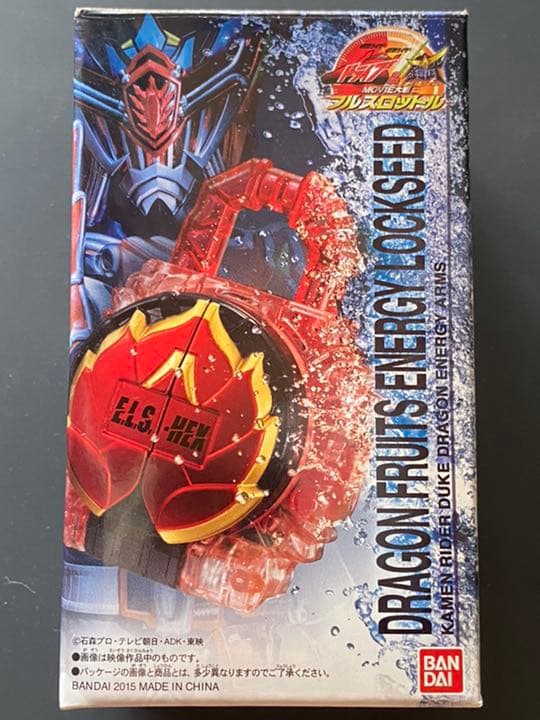 MOVIE大戦
フルスロットル
DRAGON FRUITS ENERGY LOCKSEED
KAMEN RIDER DUKE DRAGON ENERGY ARMS
E.L.S.-HEX
©石森プロ・テレビ朝日・ADK・東映
●画像は映像作品中のものです。
●パッケージの画像と商品とは、多少異なりますのでご了承ください。
BANDAI 2015 MADE IN CHINA
BAN
DAI